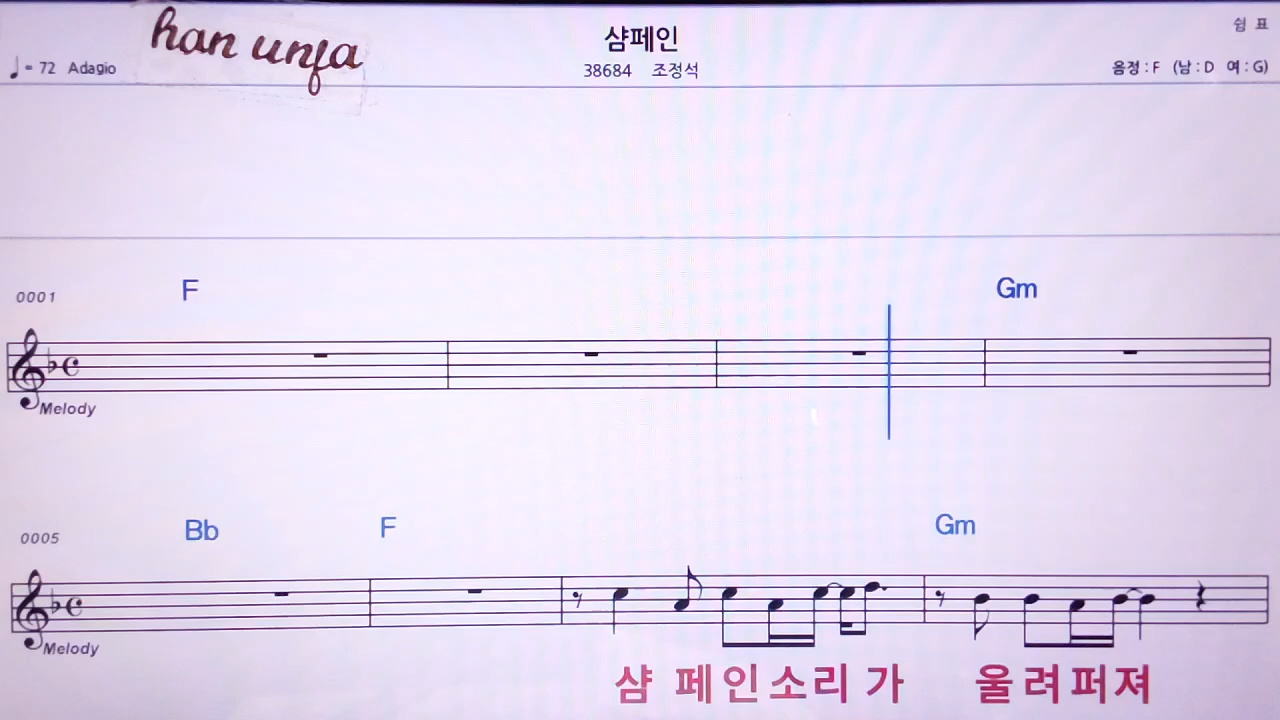 han unja
샴페인
쉼 표
♩= 72 Adagio
38684 조정석
음정 : F (남 : D 여 : G)
0001 F Gm
Melody
0005 Bb F Gm
Melody
샴 페인소리 가 울려퍼져